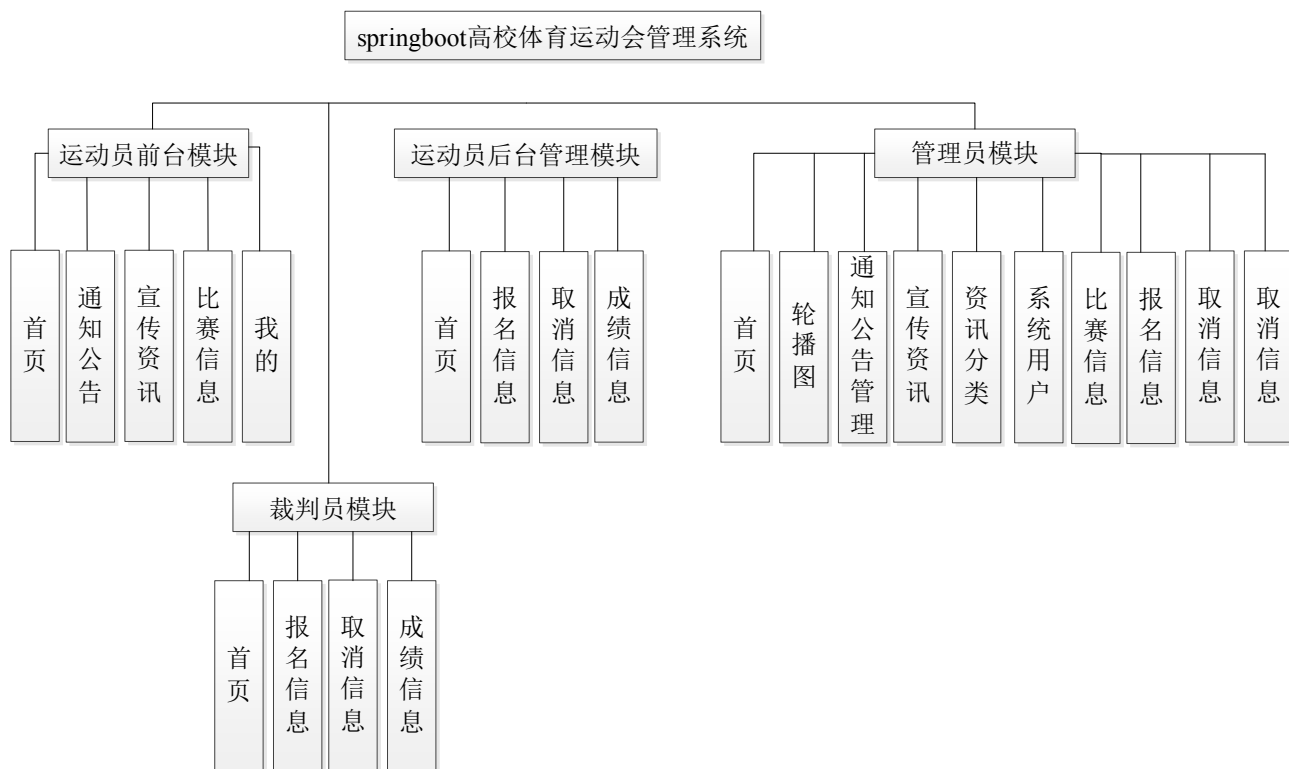 springboot高校体育运动会管理系统
运动员前台模块
运动员后台管理模块
管理员模块
首页
通知公告
宣传资讯
比赛信息
我的
首页
报名信息
取消信息
成绩信息
首页
轮播图
通知公告管理
宣传资讯
资讯分类
系统用户
比赛信息
报名信息
取消信息
取消信息
裁判员模块
首页
报名信息
取消信息
成绩信息